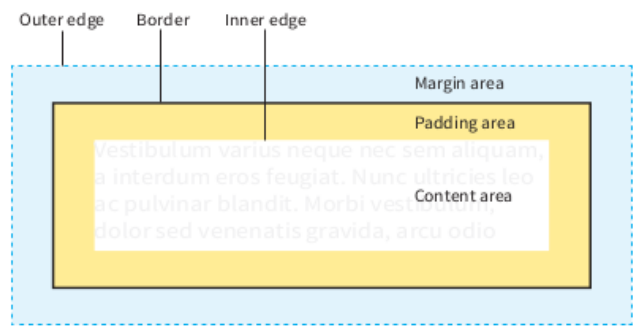 Outer edge Border Inner edge
Margin area
Padding area
Vestibulum varius neque nec sem aliquam,
a interdum eros feugiat. Nunc ultricies leo
Content area
ac pulvinar blandit. Morbi vestibulum,
dolor sed venenatis gravida, arcu odio